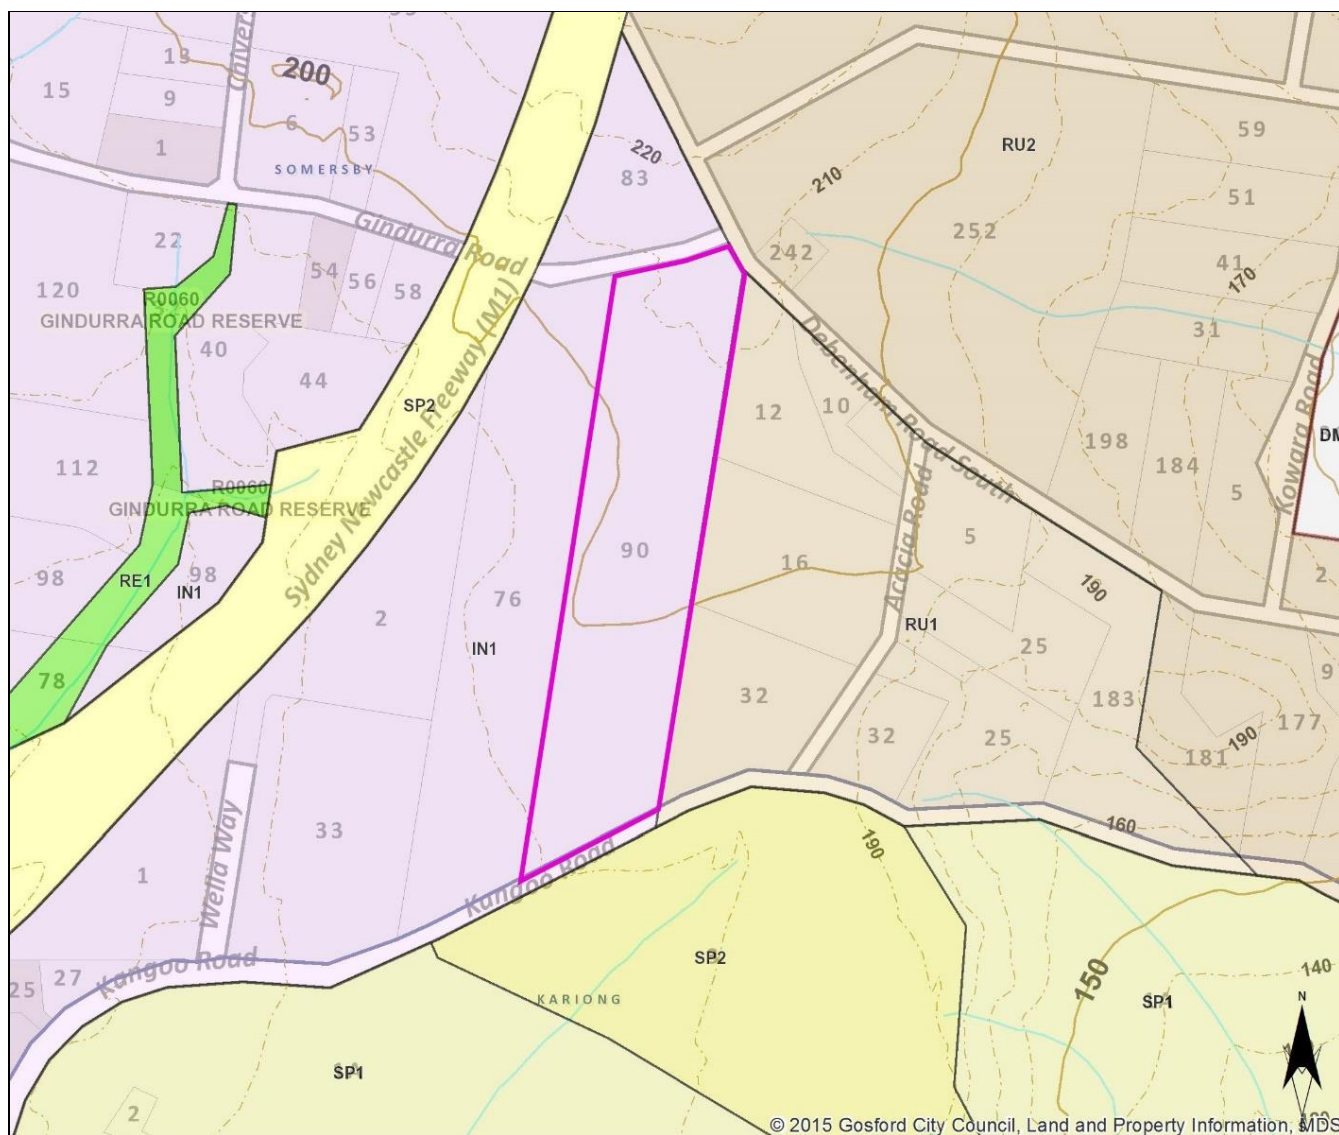 200
13
15
9
6
53
1
Chivers
SOMERSBY
220
83
59
RU2
210
51
22
Gindurra Road
252
242
41
170
54
56
58
120
R0060
GINDURRA ROAD RESERVE
31
40
44
SP2
Sydney Newcastle Freeway (M1)
Debenham Road South
12
10
198
184
5
Kowara Road
DM
112
R0060
GINDURRA ROAD RESERVE
90
16
Acacia Road
5
98
RE1
98
IN1
76
190
2
2
RU1
IN1
25
78
32
183
9
32
25
181
190
177
33
Wella Way
160
190
1
Kangoo Road
Kangoo Road
SP2
27
25
KARIONG
150
140
SP1
N
SP1
2
© 2015 Gosford City Council, Land and Property Information, SMDS